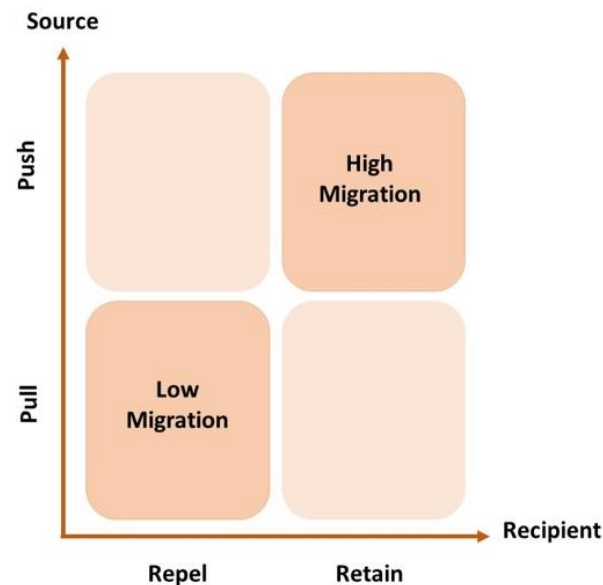 Source
Push
High
Migration
Pull
Low
Migration
Recipient
Repel
Retain